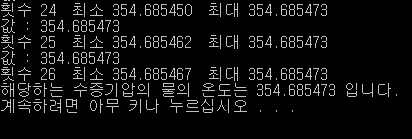 횟수 24 최소 354.685450 최대 354.685473
값 : 354.685473
횟수 25 최소 354.685462 최대 354.685473
값 : 354.685473
횟수 26 최소 354.685467 최대 354.685473
해당하는 수증기압의 물의 온도는 354.685473 입니다.
계속하려면 아무 키나 누르십시오 . . .